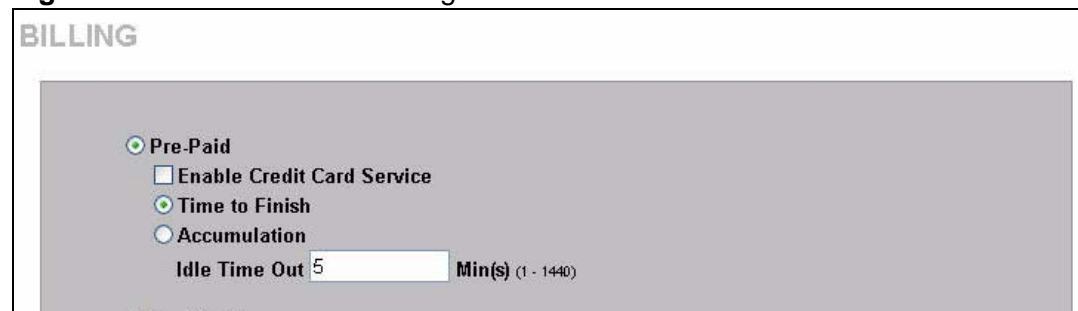 BILLING
Pre-Paid
Enable Credit Card Service
Time to Finish
Accumulation
Idle Time Out 5 Min(s) (1 - 1440)